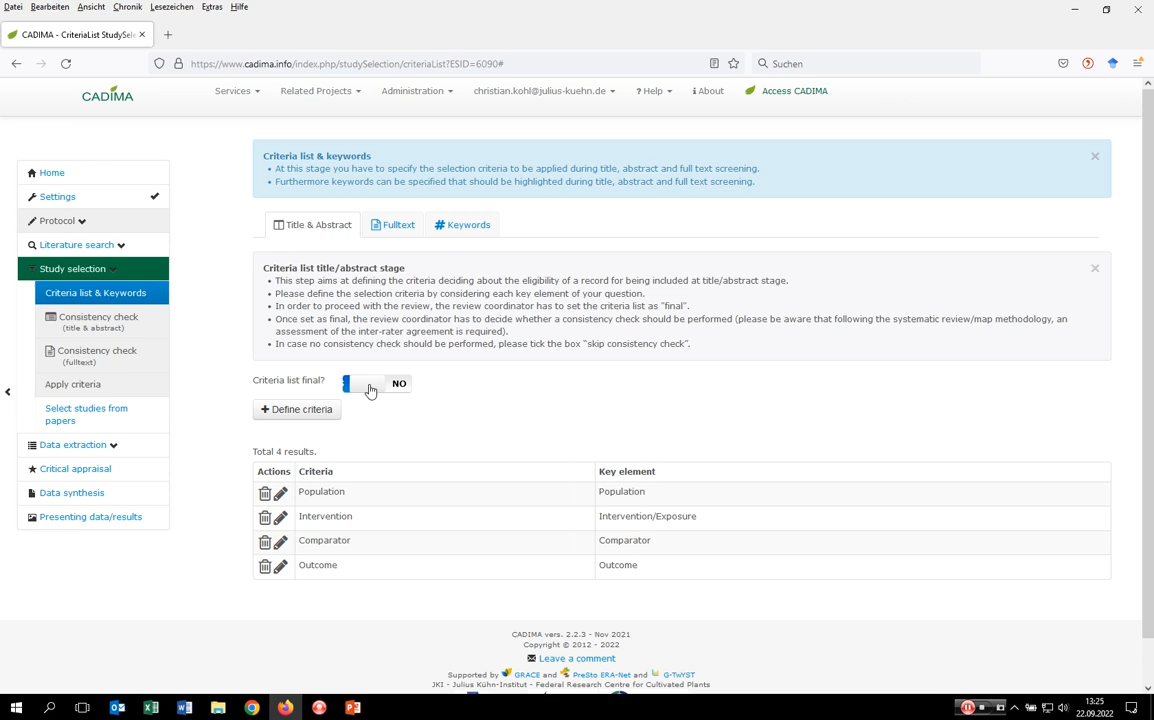 Datei Bearbeiten Ansicht Chronik Lesezeichen Extras Hilfe
CADIMA - CriteriaList StudySele
https://www.cadima.info/index.php/studySelection/criteriaList?ESID=6090#
Suchen
CADIMA
Services Related Projects Administration christian.kohl@julius-kuehn.de ? Help i About Access CADIMA
Home
Settings
Protocol
Literature search
Study selection
Criteria list & Keywords
Consistency check
(title & abstract)
Consistency check
(fulltext)
Apply criteria
Select studies from
papers
Data extraction
Critical appraisal
Data synthesis
Presenting data/results
Criteria list & keywords
• At this stage you have to specify the selection criteria to be applied during title, abstract and full text screening.
• Furthermore keywords can be specified that should be highlighted during title, abstract and full text screening.
Title & Abstract Fulltext # Keywords
Criteria list title/abstract stage
• This step aims at defining the criteria deciding about the eligibility of a record for being included at title/abstract stage.
• Please define the selection criteria by considering each key element of your question.
• In order to proceed with the review, the review coordinator has to set the criteria list as "final".
• Once set as final, the review coordinator has to decide whether a consistency check should be performed (please be aware that following the systematic review/map methodology, an
assessment of the inter-rater agreement is required).
• In case no consistency check should be performed, please tick the box "skip consistency check".
Criteria list final? NO
+ Define criteria
Total 4 results.
Actions Criteria Key element
Population Population
Intervention Intervention/Exposure
Comparator Comparator
Outcome Outcome
CADIMA vers. 2.2.3 - Nov 2021
Copyright © 2012 - 2022
Leave a comment
Supported by GRACE and PreSto ERA-Net and G-TwYST
JKI - Julius Kühn-Institut - Federal Research Centre for Cultivated Plants
13:25
22.09.2022